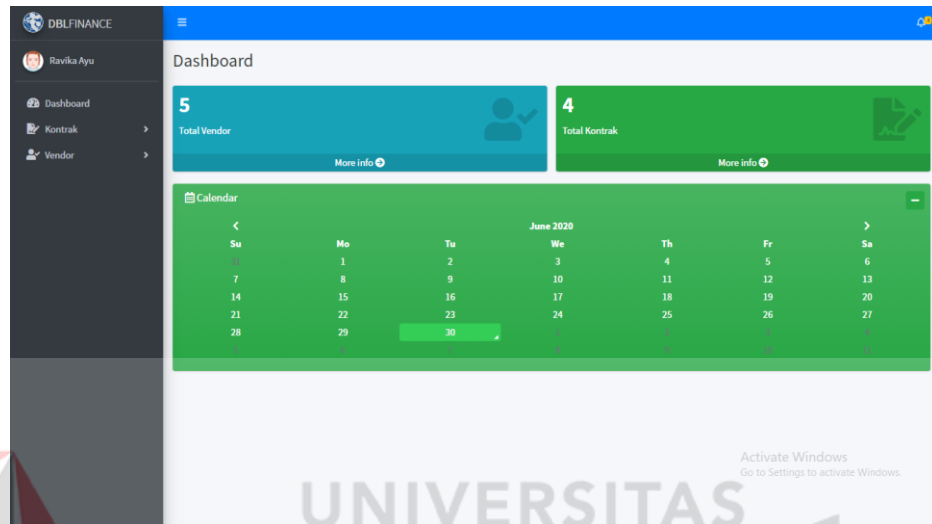 DBLFINANCE
Ravika Ayu
Dashboard
Kontrak
Vendor
Dashboard
5
Total Vendor
More info
4
Total Kontrak
More info
Calendar
June 2020
Su Mo Tu We Th Fr Sa
31 1 2 3 4 5 6
7 8 9 10 11 12 13
14 15 16 17 18 19 20
21 22 23 24 25 26 27
28 29 30
Activate Windows
Go to Settings to activate Windows.
UNIVERSITAS